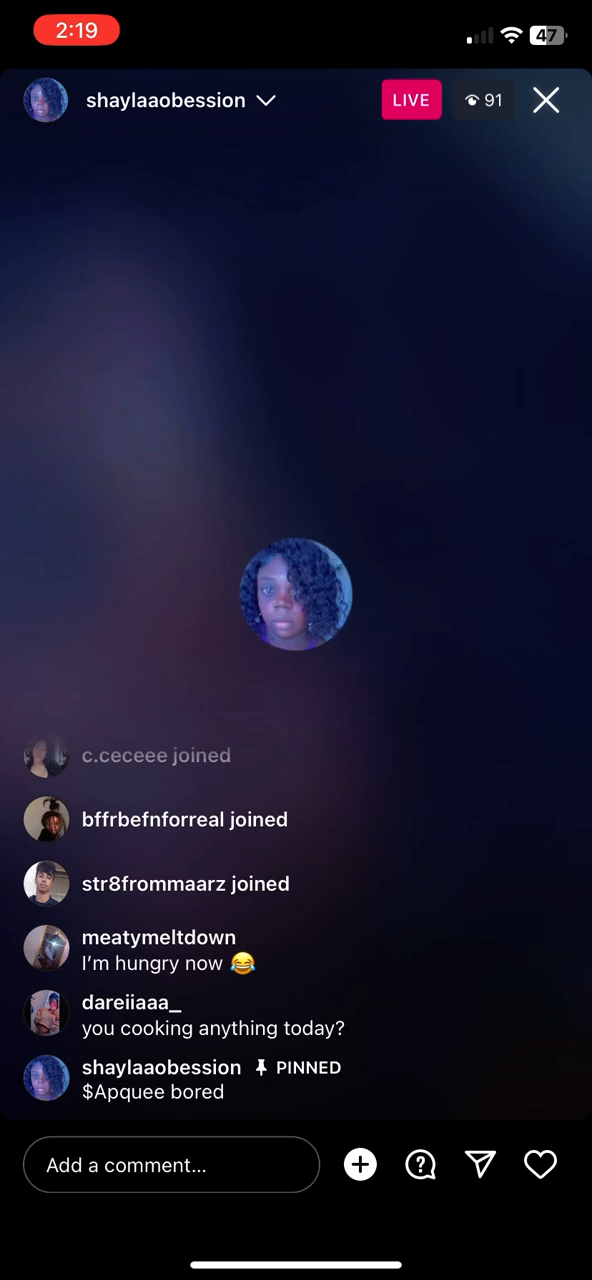 2:19
47
shaylaaobession
LIVE
91
c.ceceee joined
bffrbefnforreal joined
str8frommaarz joined
meatymeltdown
I'm hungry now 😂
dareiiaaa_
you cooking anything today?
shaylaaobession PINNED
$Apquee bored
Add a comment...